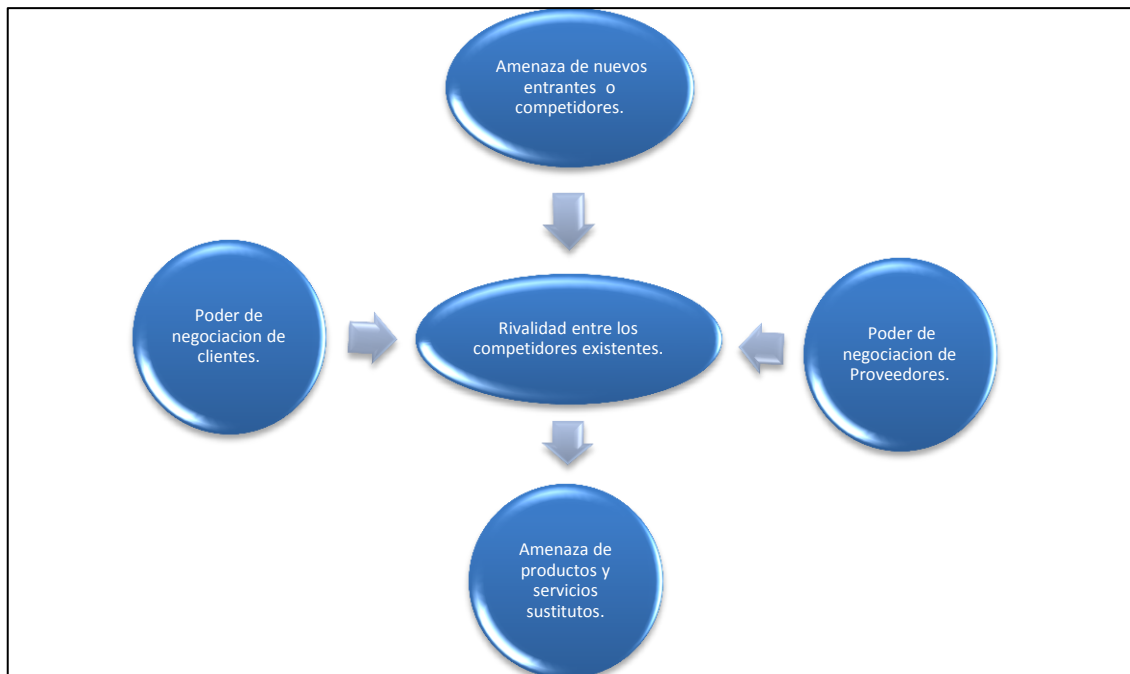 Amenaza de nuevos
entrantes o
competidores.
Poder de
negociacion de
clientes.
Rivalidad entre los
competidores existentes.
Poder de
negociacion de
Proveedores.
Amenaza de
productos y
servicios
sustitutos.